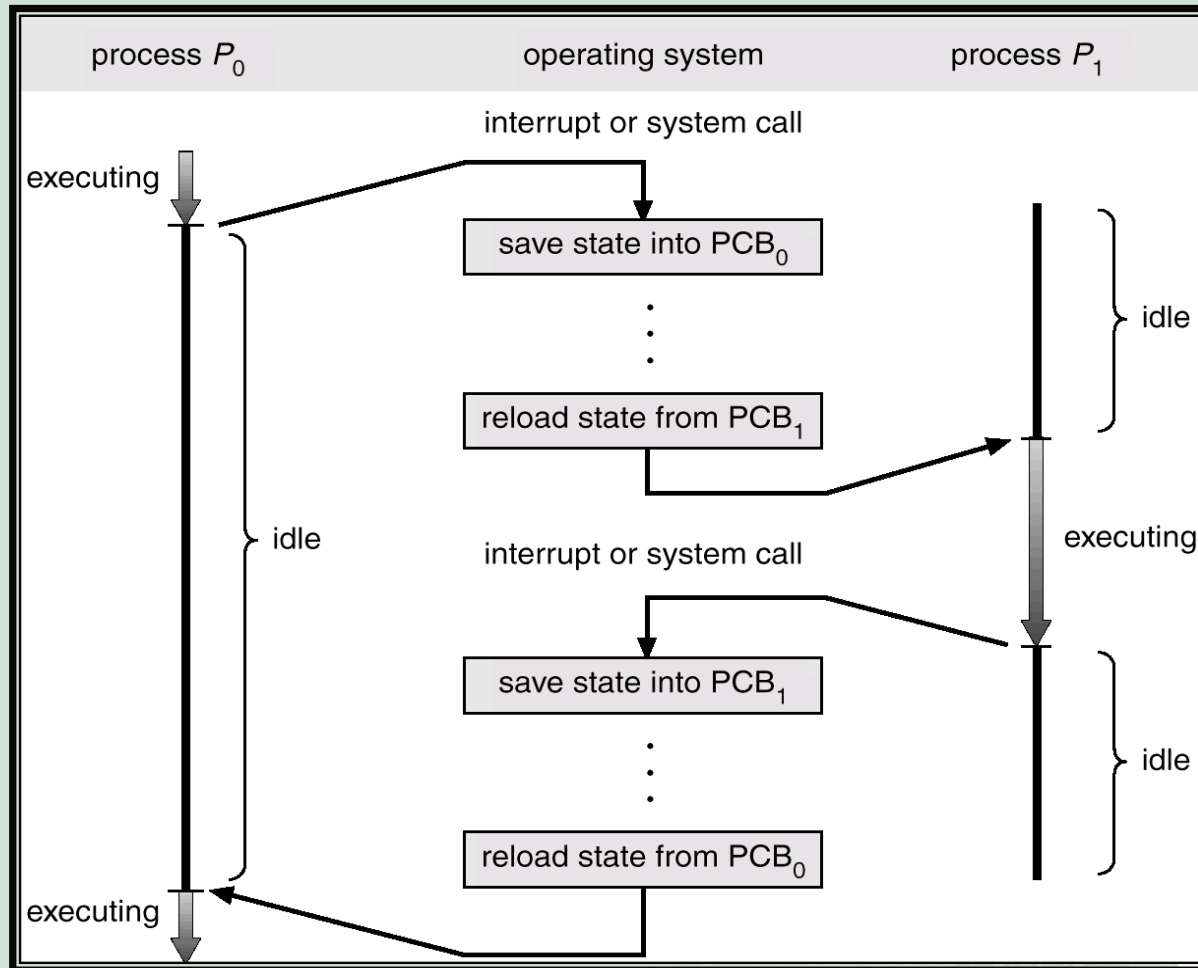 process P0
operating system
process P1
interrupt or system call
executing
save state into PCB0
idle
reload state from PCB1
idle
executing
interrupt or system call
save state into PCB1
idle
reload state from PCB0
executing